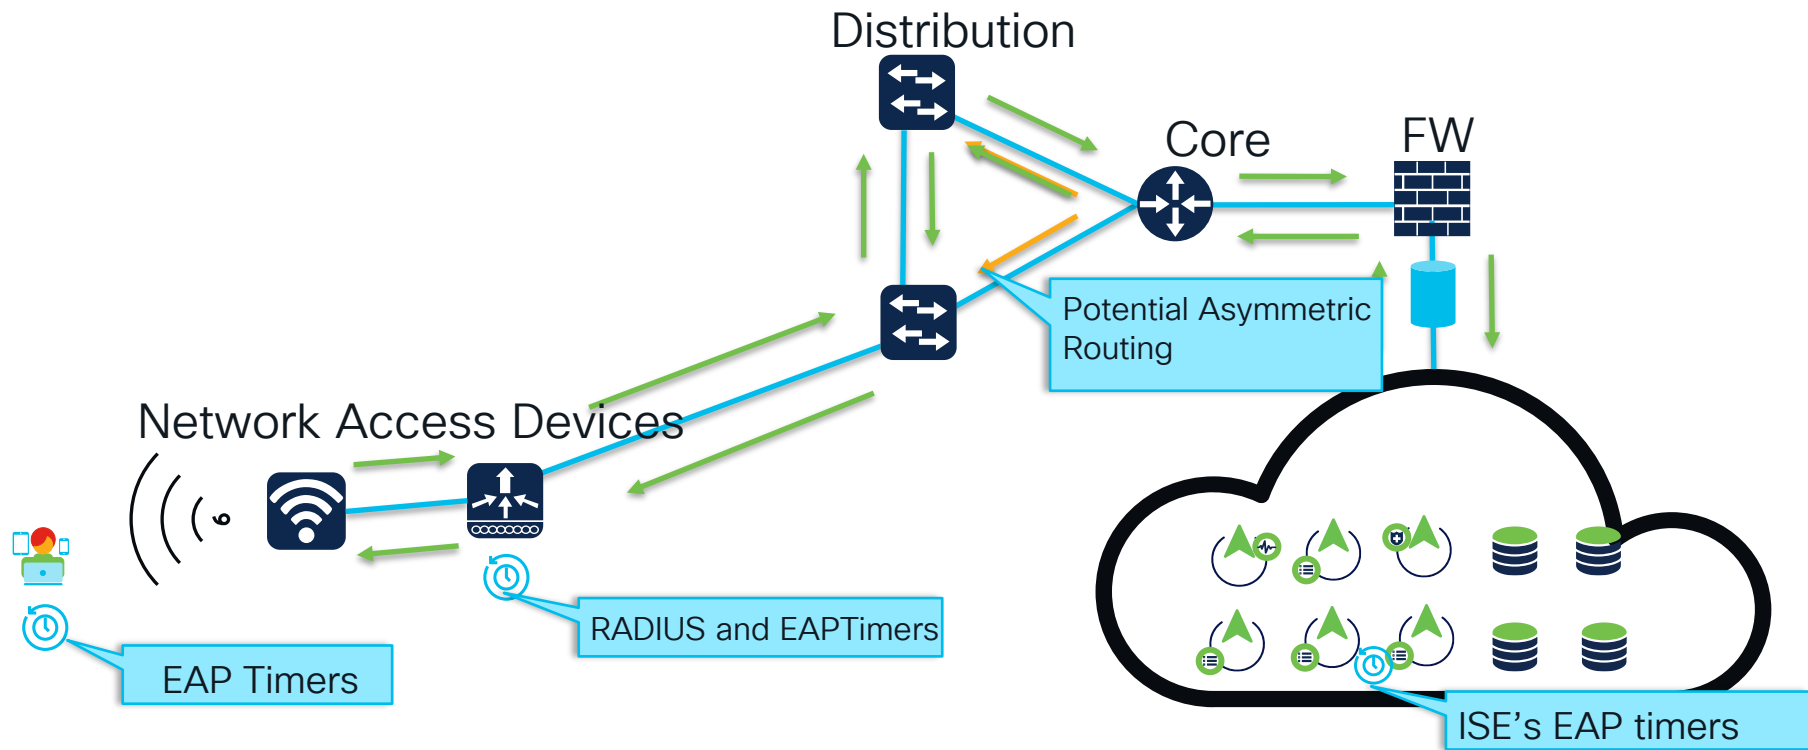 Distribution
Core
FW
Potential Asymmetric
Routing
Network Access Devices
RADIUS and EAPTimers
EAP Timers
ISE's EAP timers